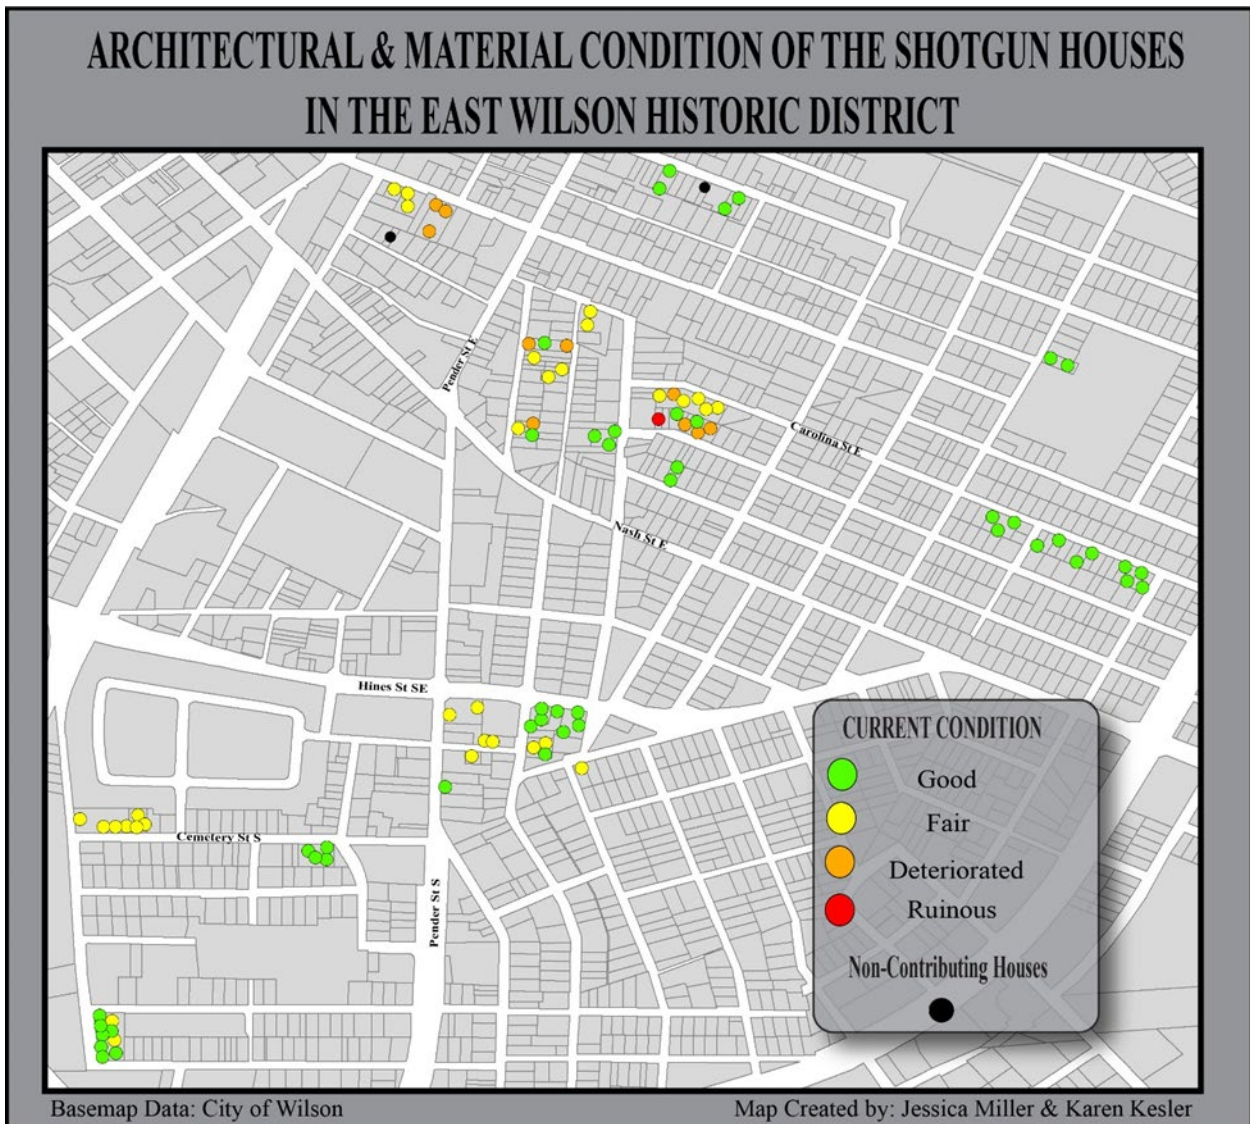 ARCHITECTURAL & MATERIAL CONDITION OF THE SHOTGUN HOUSES
IN THE EAST WILSON HISTORIC DISTRICT
Pender St E
Carolina St E
Nash St E
Hines St SE
Cemetery St S
Pender St S
CURRENT CONDITION
Good
Fair
Deteriorated
Ruinous
Non-Contributing Houses
Basemap Data: City of Wilson
Map Created by: Jessica Miller & Karen Kesler